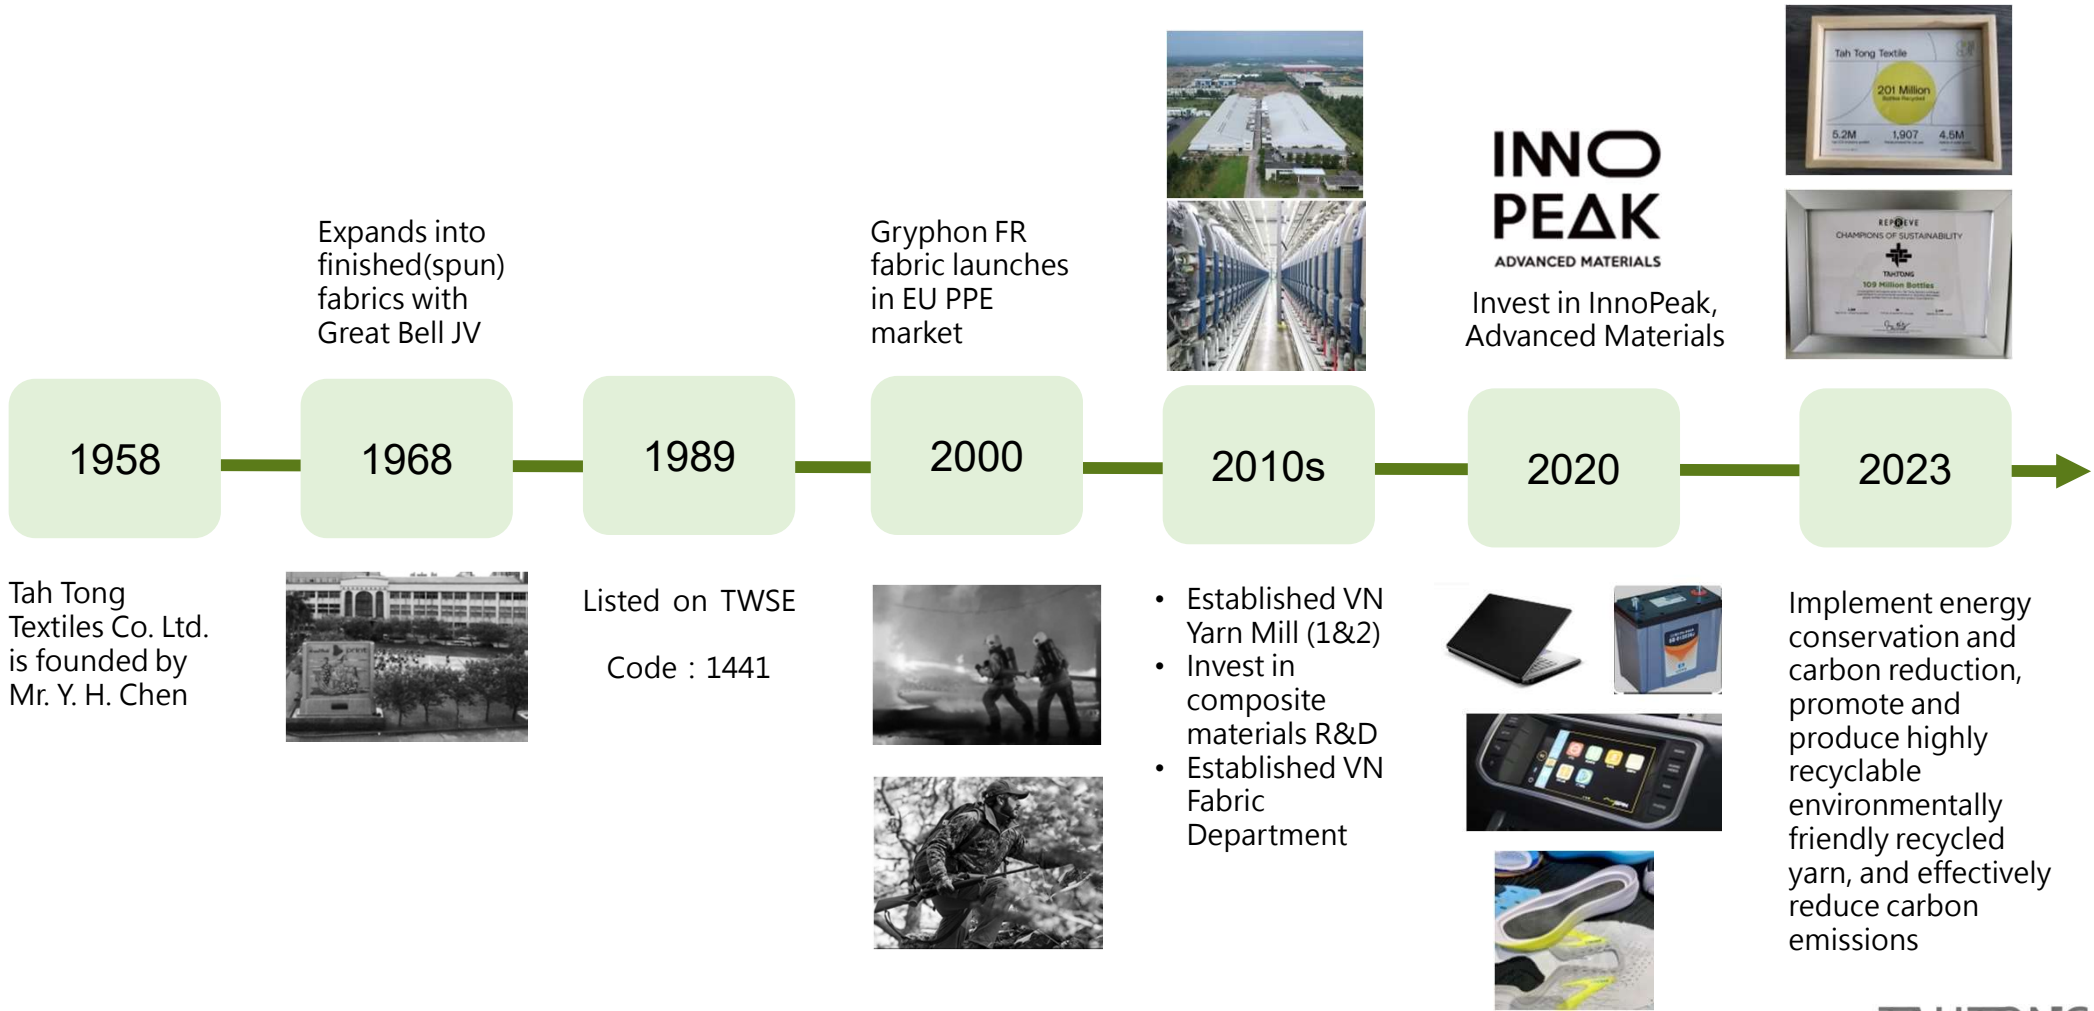 Expands into
finished(spun)
fabrics with
Great Bell JV
Gryphon FR
fabric launches
in EU PPE
market
INNO
PEAK
ADVANCED MATERIALS
Invest in InnoPeak,
Advanced Materials
Tah Tong Textile
201 Million
Bottles Recycled
5.2M 1,907 4.5M
REPREVE
CHAMPIONS OF SUSTAINABILITY
TAHTONG
109 Million Bottles
1958
1968
1989
2000
2010s
2020
2023
Tah Tong
Textiles Co. Ltd.
is founded by
Mr. Y. H. Chen
Listed on TWSE
Code : 1441
• Established VN
Yarn Mill (1&2)
• Invest in
composite
materials R&D
• Established VN
Fabric
Department
Implement energy
conservation and
carbon reduction,
promote and
produce highly
recyclable
environmentally
friendly recycled
yarn, and effectively
reduce carbon
emissions